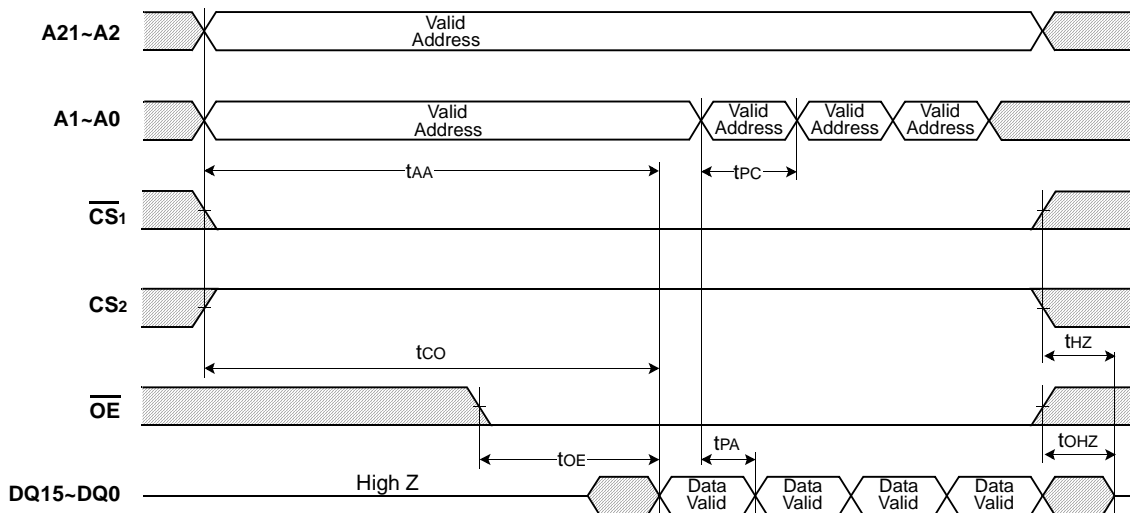 A21~A2
Valid
Address
A1~A0
Valid
Address
Valid
Address
Valid
Address
Valid
Address
tAA
tPC
CS1
CS2
tCO
tHZ
OE
tOE
tPA
tOHZ
DQ15~DQ0
High Z
Data
Valid
Data
Valid
Data
Valid
Data
Valid